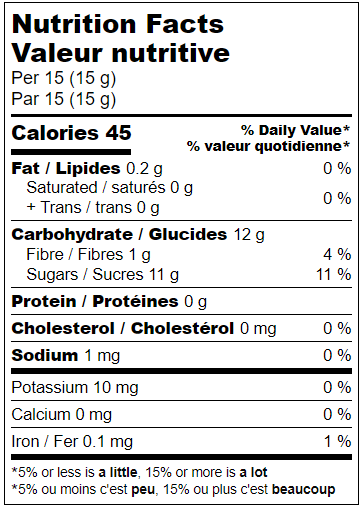 Nutrition Facts
Valeur nutritive
Per 15 (15 g)
Par 15 (15 g)
Calories 45
% Daily Value*
% valeur quotidienne*
Fat / Lipides 0.2 g 0 %
Saturated / saturés 0 g
+ Trans / trans 0 g 0 %
Carbohydrate / Glucides 12 g
Fibre / Fibres 1 g 4 %
Sugars / Sucres 11 g 11 %
Protein / Protéines 0 g
Cholesterol / Cholestérol 0 mg 0 %
Sodium 1 mg 0 %
Potassium 10 mg 0 %
Calcium 0 mg 0 %
Iron / Fer 0.1 mg 1 %
*5% or less is a little, 15% or more is a lot
*5% ou moins c'est peu, 15% ou plus c'est beaucoup